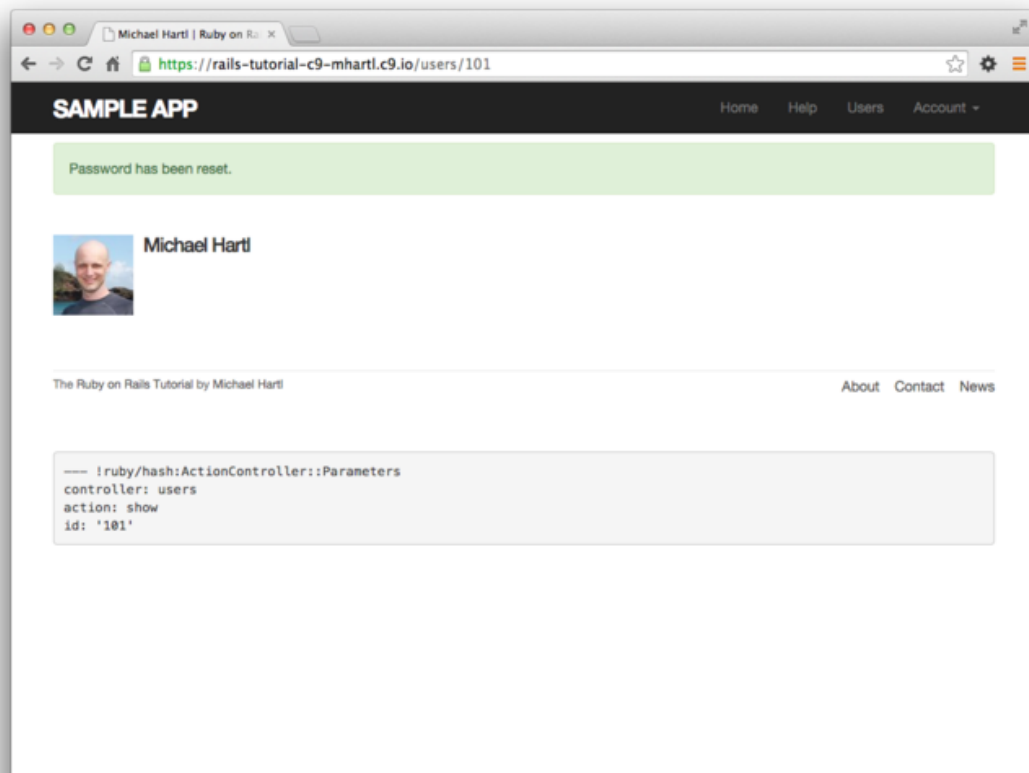 Michael Hartl | Ruby on Ra
https://rails-tutorial-c9-mhartl.c9.io/users/101
SAMPLE APP Home Help Users Account
Password has been reset.
Michael Hartl
The Ruby on Rails Tutorial by Michael Hartl About Contact News
--- !ruby/hash:ActionController::Parameters
controller: users
action: show
id: '101'